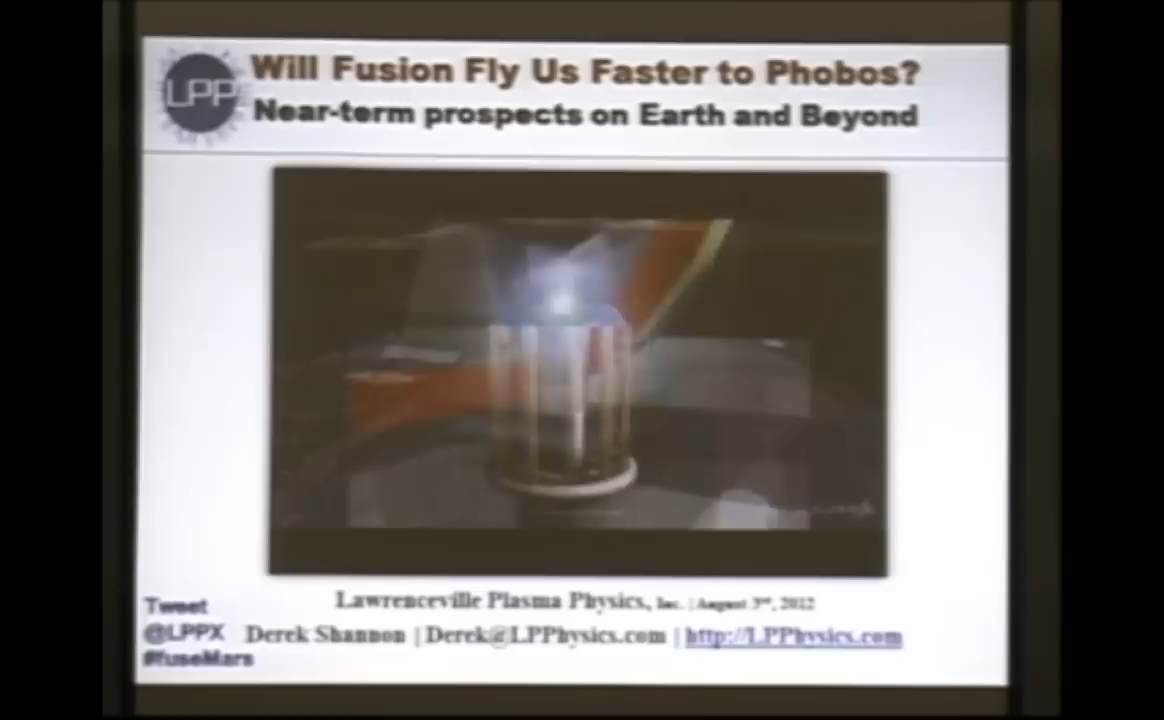 LPP
Will Fusion Fly Us Faster to Phobos?
Near-term prospects on Earth and Beyond
Lawrenceville Plasma Physics, Inc. | August 3rd, 2012
Tweet
@LPPX
#fuseMars
Derek Shannon | Derek@LPPhysics.com | http://LPPhysics.com